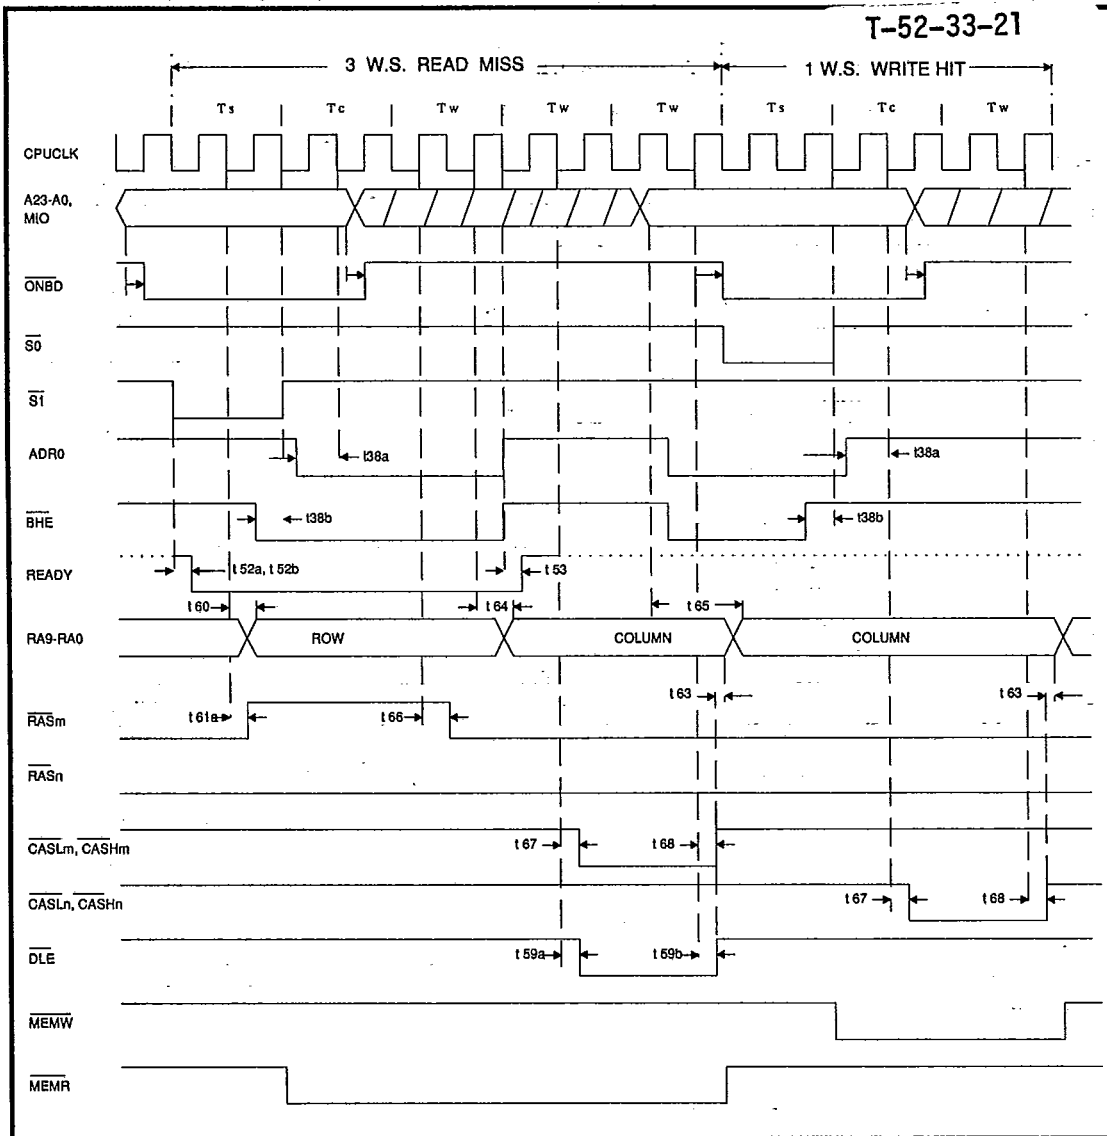 T-52-33-21
3 W.S. READ MISS
1 W.S. WRITE HIT
Ts Tc Tw Tw Tw Ts Tc Tw
CPUCLK
A23-A0,
MIO
ONBD
S0
S1
ADR0 t38a t38a
BHE t38b t38b
READY t52a, t52b t53
t60 t64 t65
RA9-RA0 ROW COLUMN COLUMN
t63 t63
RASm t61a t66
RASn
CASLm, CASHm t67 t68
CASLn, CASHn t67 t68
DLE t59a t59b
MEMW
MEMR